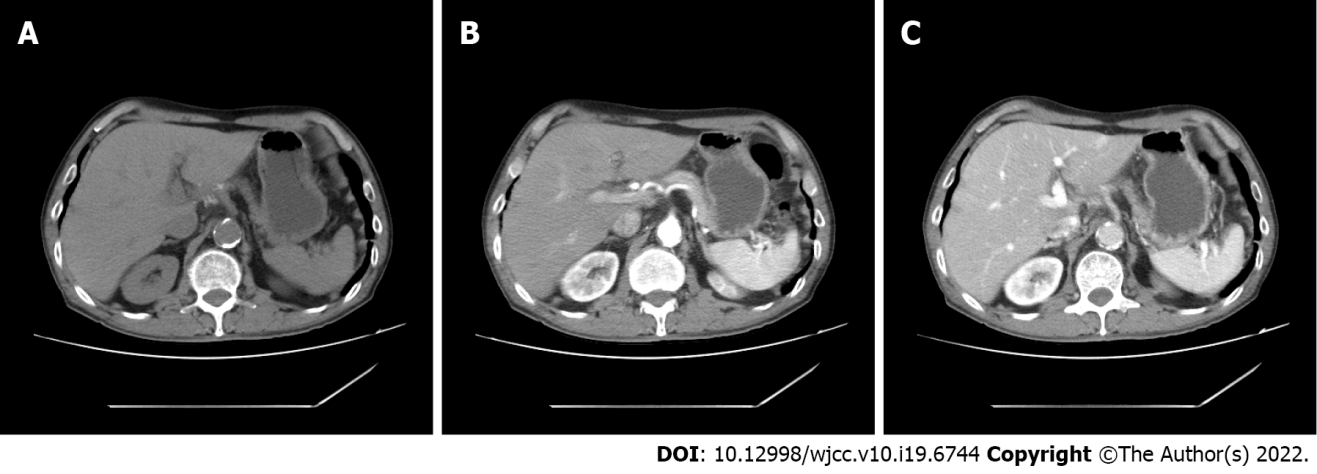 A
B
C
DOI: 10.12998/wjcc.v10.i19.6744 Copyright ©The Author(s) 2022.